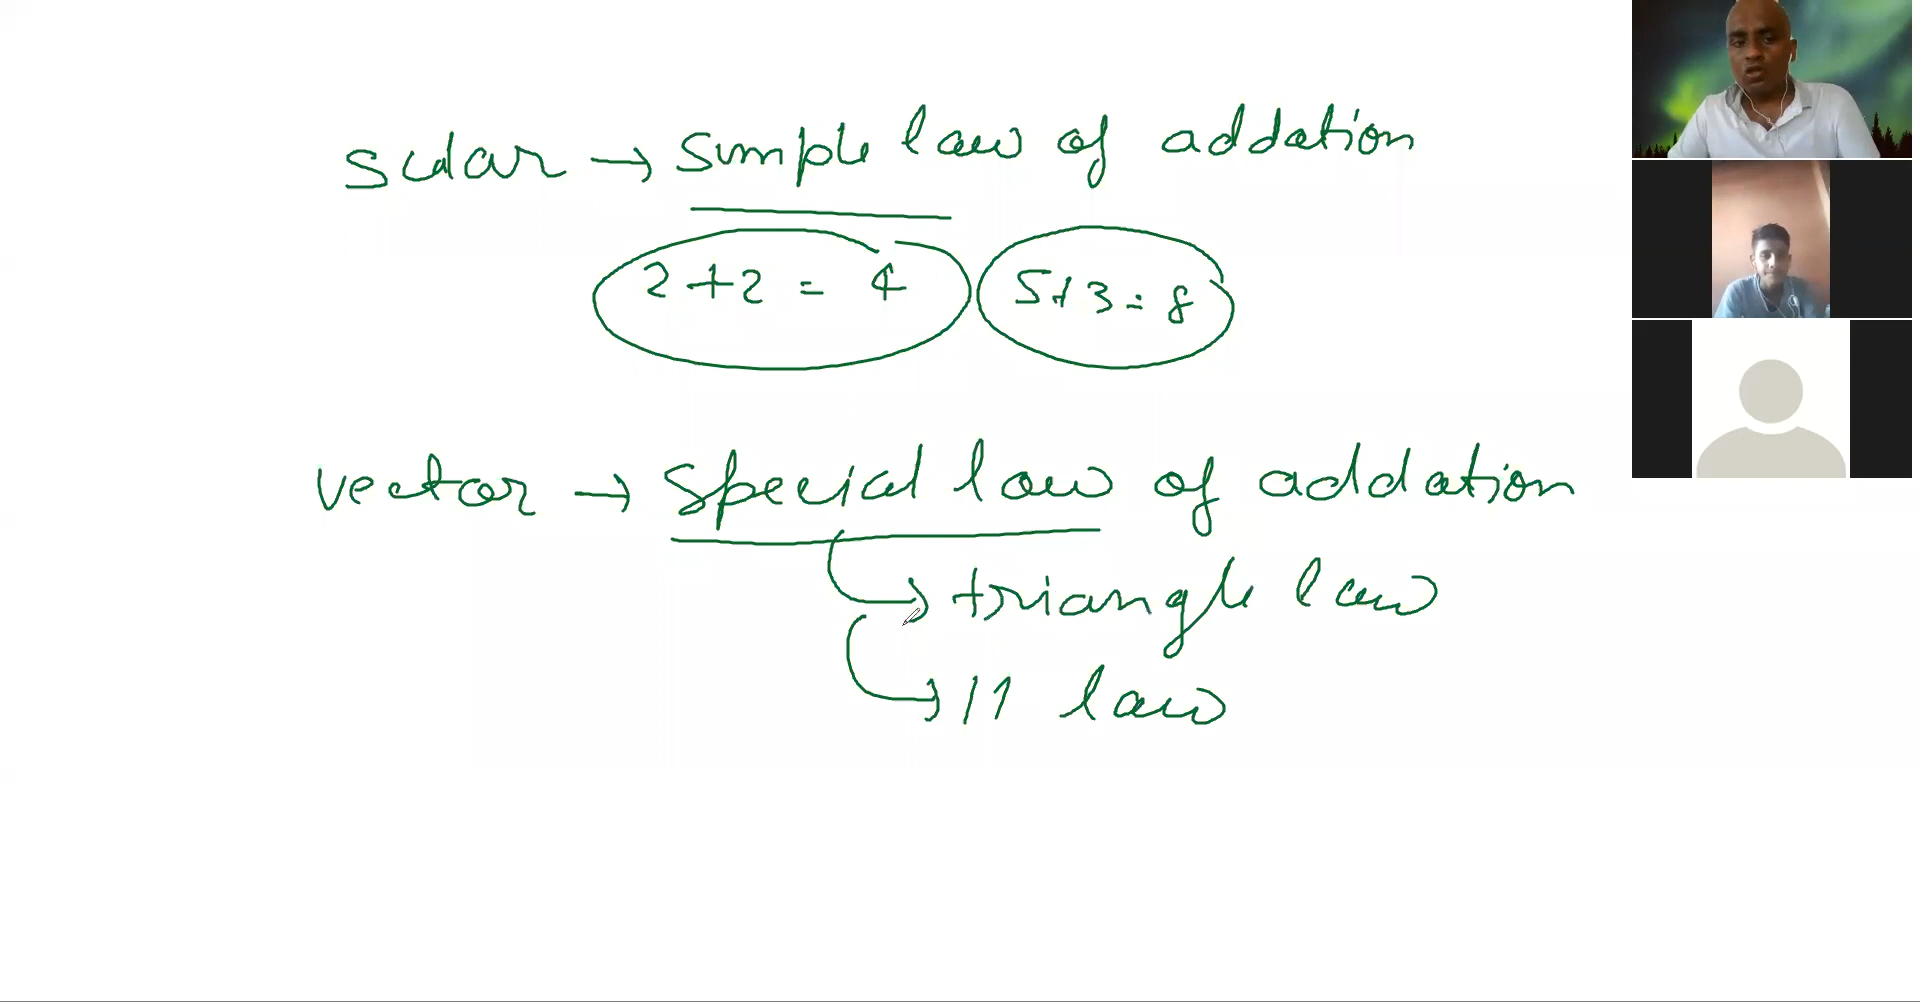 scalar → simple law of addation
2+2 = 4 5+3=8
vector → special law of addation
→ triangle law
→ 11 law